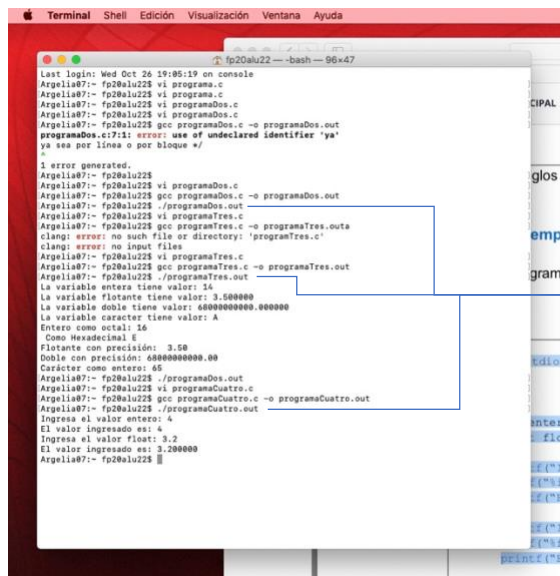 Terminal Shell Edición Visualización Ventana Ayuda
fp20alu22 — -bash — 96×47
Last login: Wed Oct 26 19:05:19 on console
[Argelia07:~ fp20alu22$ vi programa.c
[Argelia07:~ fp20alu22$ vi programa.c
[Argelia07:~ fp20alu22$ vi programaDos.c
[Argelia07:~ fp20alu22$ vi programaDos.c
[Argelia07:~ fp20alu22$ gcc programaDos.c -o programaDos.out
programaDos.c:7:1: error: use of undeclared identifier 'ya'
ya sea por línea o por bloque */
^
1 error generated.
[Argelia07:~ fp20alu22$
[Argelia07:~ fp20alu22$ vi programaDos.c
[Argelia07:~ fp20alu22$ gcc programaDos.c -o programaDos.out
[Argelia07:~ fp20alu22$ ./programaDos.out
[Argelia07:~ fp20alu22$ vi programaTres.c
[Argelia07:~ fp20alu22$ gcc programTres.c -o programaTres.outa
clang: error: no such file or directory: 'programTres.c'
clang: error: no input files
[Argelia07:~ fp20alu22$ vi programaTres.c
[Argelia07:~ fp20alu22$ gcc programaTres.c -o programaTres.out
[Argelia07:~ fp20alu22$ ./programaTres.out
La variable entera tiene valor: 14
La variable flotante tiene valor: 3.500000
La variable doble tiene valor: 68000000000.000000
La variable caracter tiene valor: A
Entero como octal: 16
Como Hexadecimal E
Flotante con precisión: 3.50
Doble con precisión: 68000000000.00
Carácter como entero: 65
[Argelia07:~ fp20alu22$ ./programaDos.out
[Argelia07:~ fp20alu22$ vi programaCuatro.c
[Argelia07:~ fp20alu22$ gcc programaCuatro.c -o programaCuatro.out
[Argelia07:~ fp20alu22$ ./programaCuatro.out
Ingresa el valor entero: 4
El valor ingresado es: 4
Ingresa el valor float: 3.2
El valor ingresado es: 3.200000
Argelia07:~ fp20alu22$
CIPAL
glos
emp
gram
tdio
enter
flo